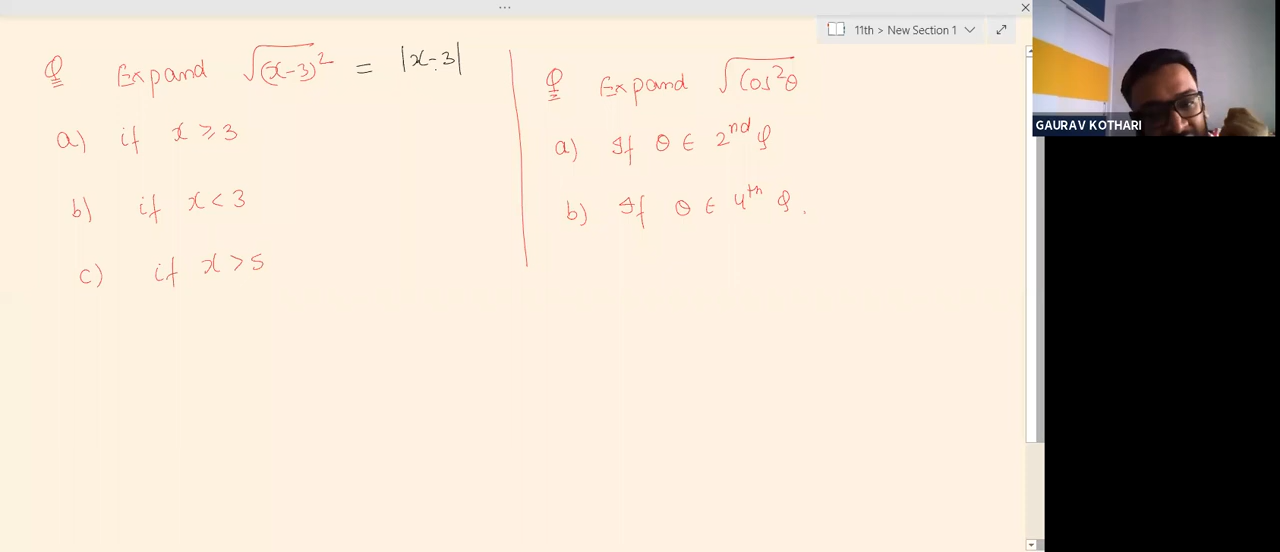 11th > New Section 1
Q Expand √(x-3)² = |x-3|
a) if x ≥ 3
b) if x < 3
c) if x > 5
Q Expand √Cos²θ
a) If θ ∈ 2nd Q
b) If θ ∈ 4th Q.
GAURAV KOTHARI